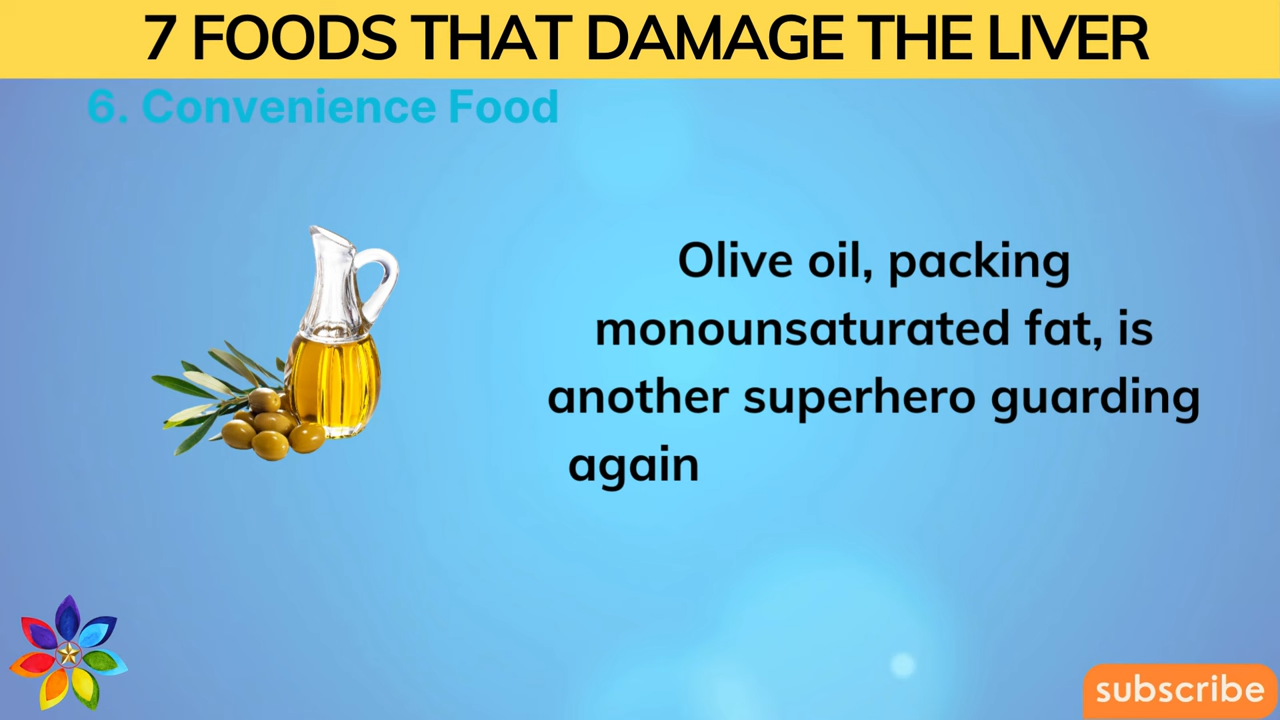 7 FOODS THAT DAMAGE THE LIVER
6. Convenience Food
Olive oil, packing
monounsaturated fat, is
another superhero guarding
again
subscribe